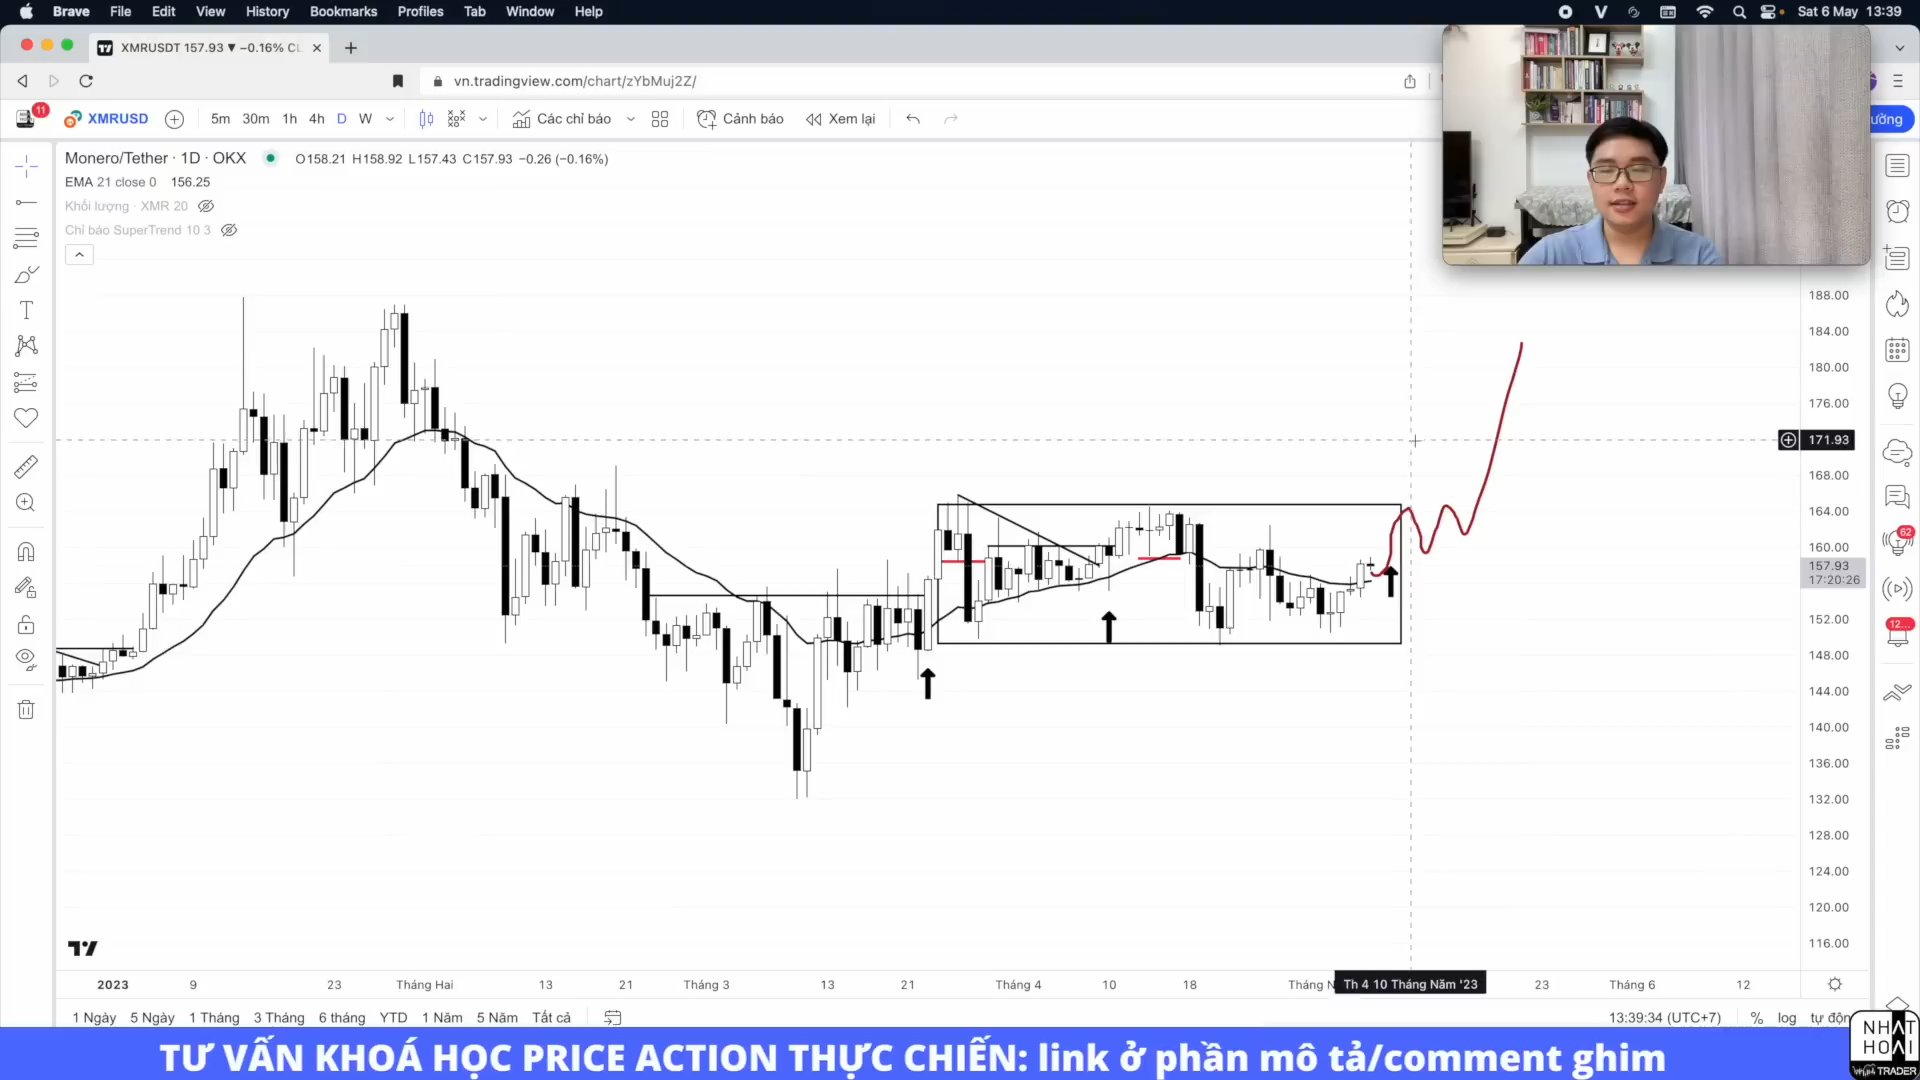 Brave File Edit View History Bookmarks Profiles Tab Window Help
Sat 6 May 13:39
XMRUSDT 157.93 ▼ −0.16% CL
vn.tradingview.com/chart/zYbMuj2Z/
11
XMRUSD 5m 30m 1h 4h D W Các chỉ báo Cảnh báo Xem lại
ường
Monero/Tether · 1D · OKX O158.21 H158.92 L157.43 C157.93 −0.26 (−0.16%)
EMA 21 close 0 156.25
Khối lượng · XMR 20
Chỉ báo SuperTrend 10 3
188.00
184.00
180.00
176.00
171.93
168.00
164.00
160.00
157.93
17:20:26
152.00
148.00
144.00
140.00
136.00
132.00
128.00
124.00
120.00
116.00
62
12...
2023 9 23 Tháng Hai 13 21 Tháng 3 13 21 Tháng 4 10 18 Tháng N Th 4 10 Tháng Năm '23 23 Tháng 6 12
1 Ngày 5 Ngày 1 Tháng 3 Tháng 6 tháng YTD 1 Năm 5 Năm Tất cả
13:39:34 (UTC+7) % log tự độn
TƯ VẤN KHOÁ HỌC PRICE ACTION THỰC CHIẾN: link ở phần mô tả/comment ghim
NHAT
HOAI
TRADER